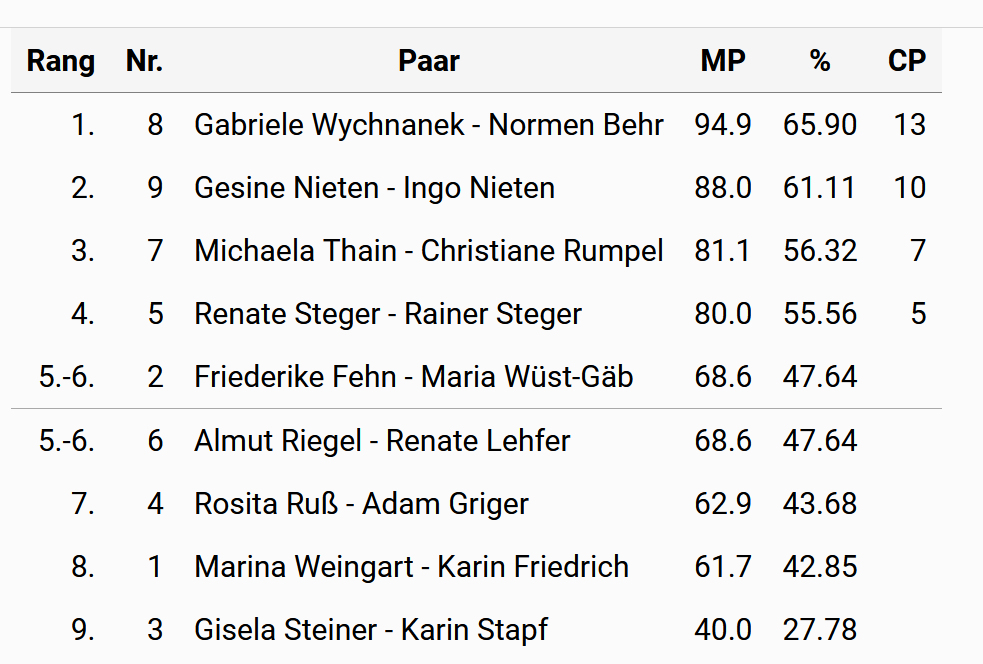 Rang Nr. Paar MP % CP
1. 8 Gabriele Wychnanek - Normen Behr 94.9 65.90 13
2. 9 Gesine Nieten - Ingo Nieten 88.0 61.11 10
3. 7 Michaela Thain - Christiane Rumpel 81.1 56.32 7
4. 5 Renate Steger - Rainer Steger 80.0 55.56 5
5.-6. 2 Friederike Fehn - Maria Wüst-Gäb 68.6 47.64
5.-6. 6 Almut Riegel - Renate Lehfer 68.6 47.64
7. 4 Rosita Ruß - Adam Griger 62.9 43.68
8. 1 Marina Weingart - Karin Friedrich 61.7 42.85
9. 3 Gisela Steiner - Karin Stapf 40.0 27.78